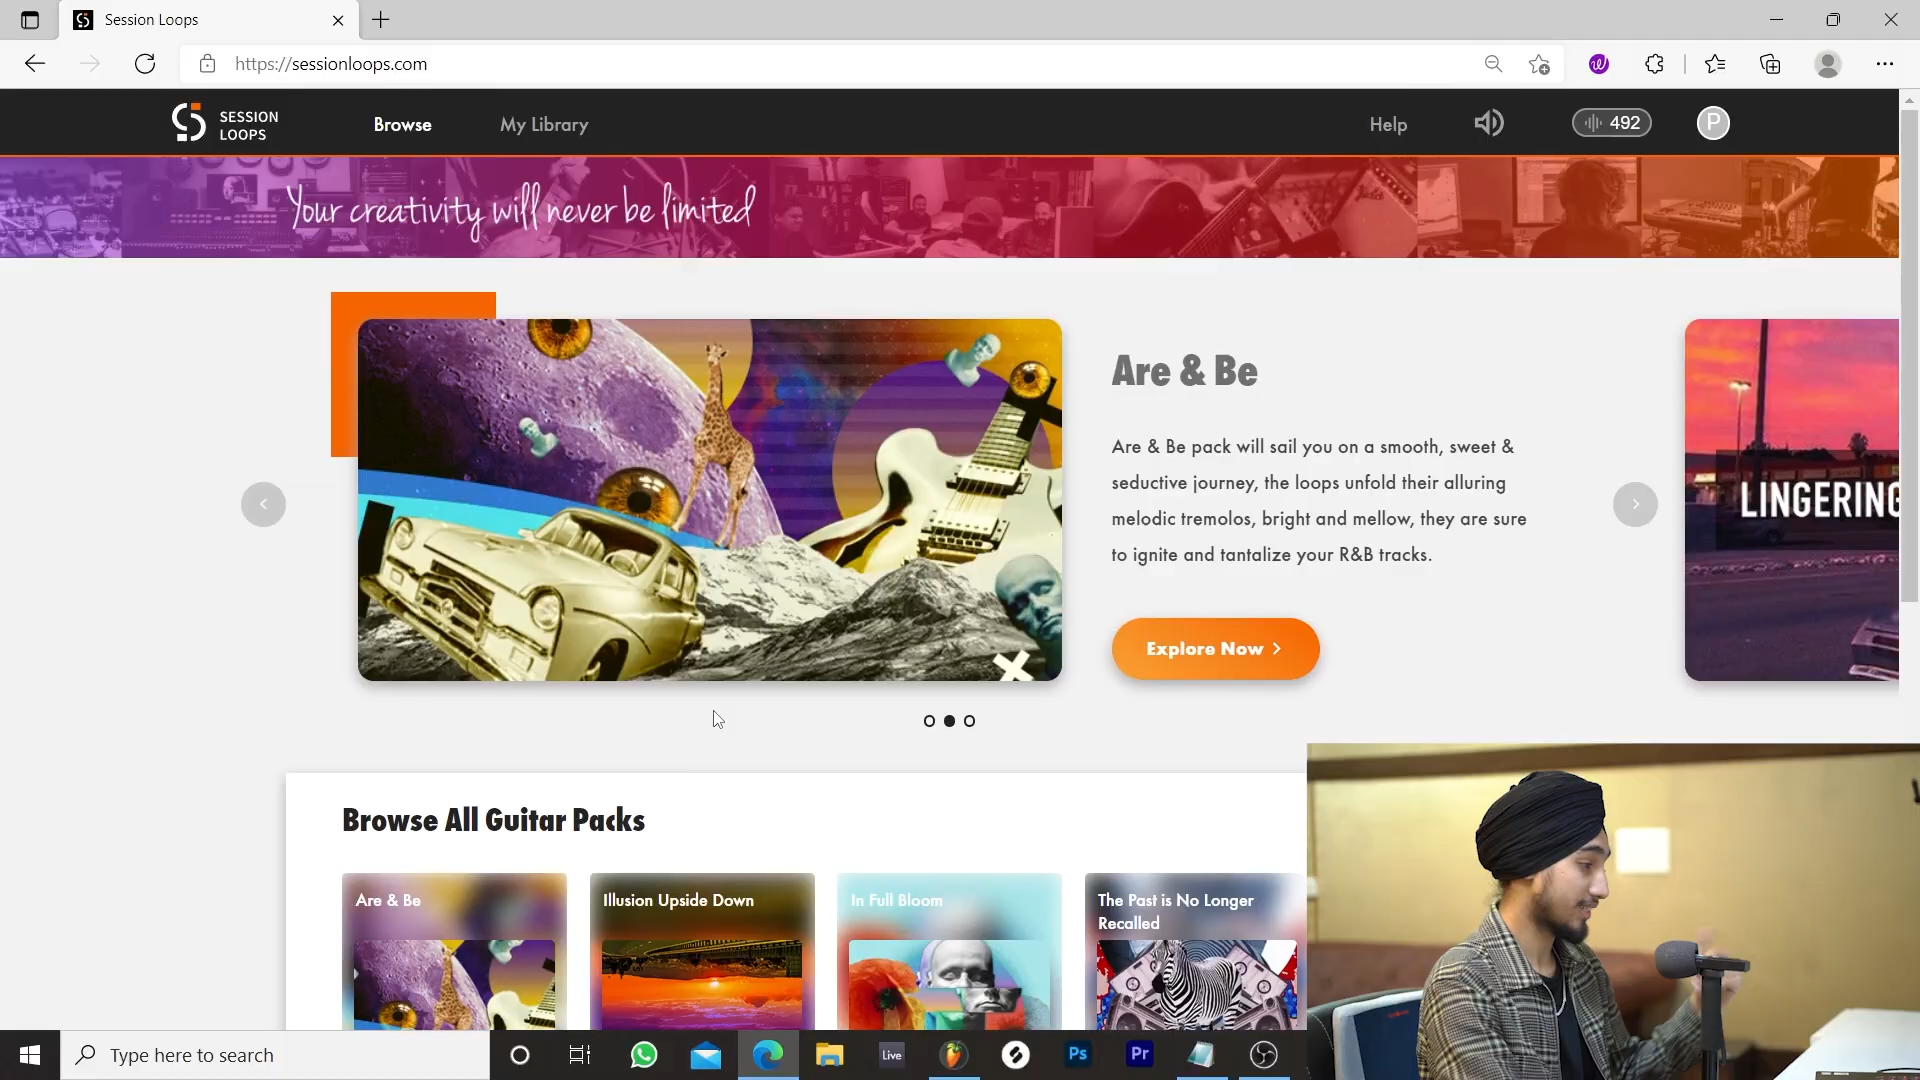 Session Loops
https://sessionloops.com
SESSION
LOOPS
Browse
My Library
Help
492
P
Your creativity will never be limited
Are & Be
Are & Be pack will sail you on a smooth, sweet &
seductive journey, the loops unfold their alluring
melodic tremolos, bright and mellow, they are sure
to ignite and tantalize your R&B tracks.
Explore Now >
LINGERING
Browse All Guitar Packs
Are & Be
Illusion Upside Down
In Full Bloom
The Past is No Longer
Recalled
Type here to search
Live
Ps
Pr